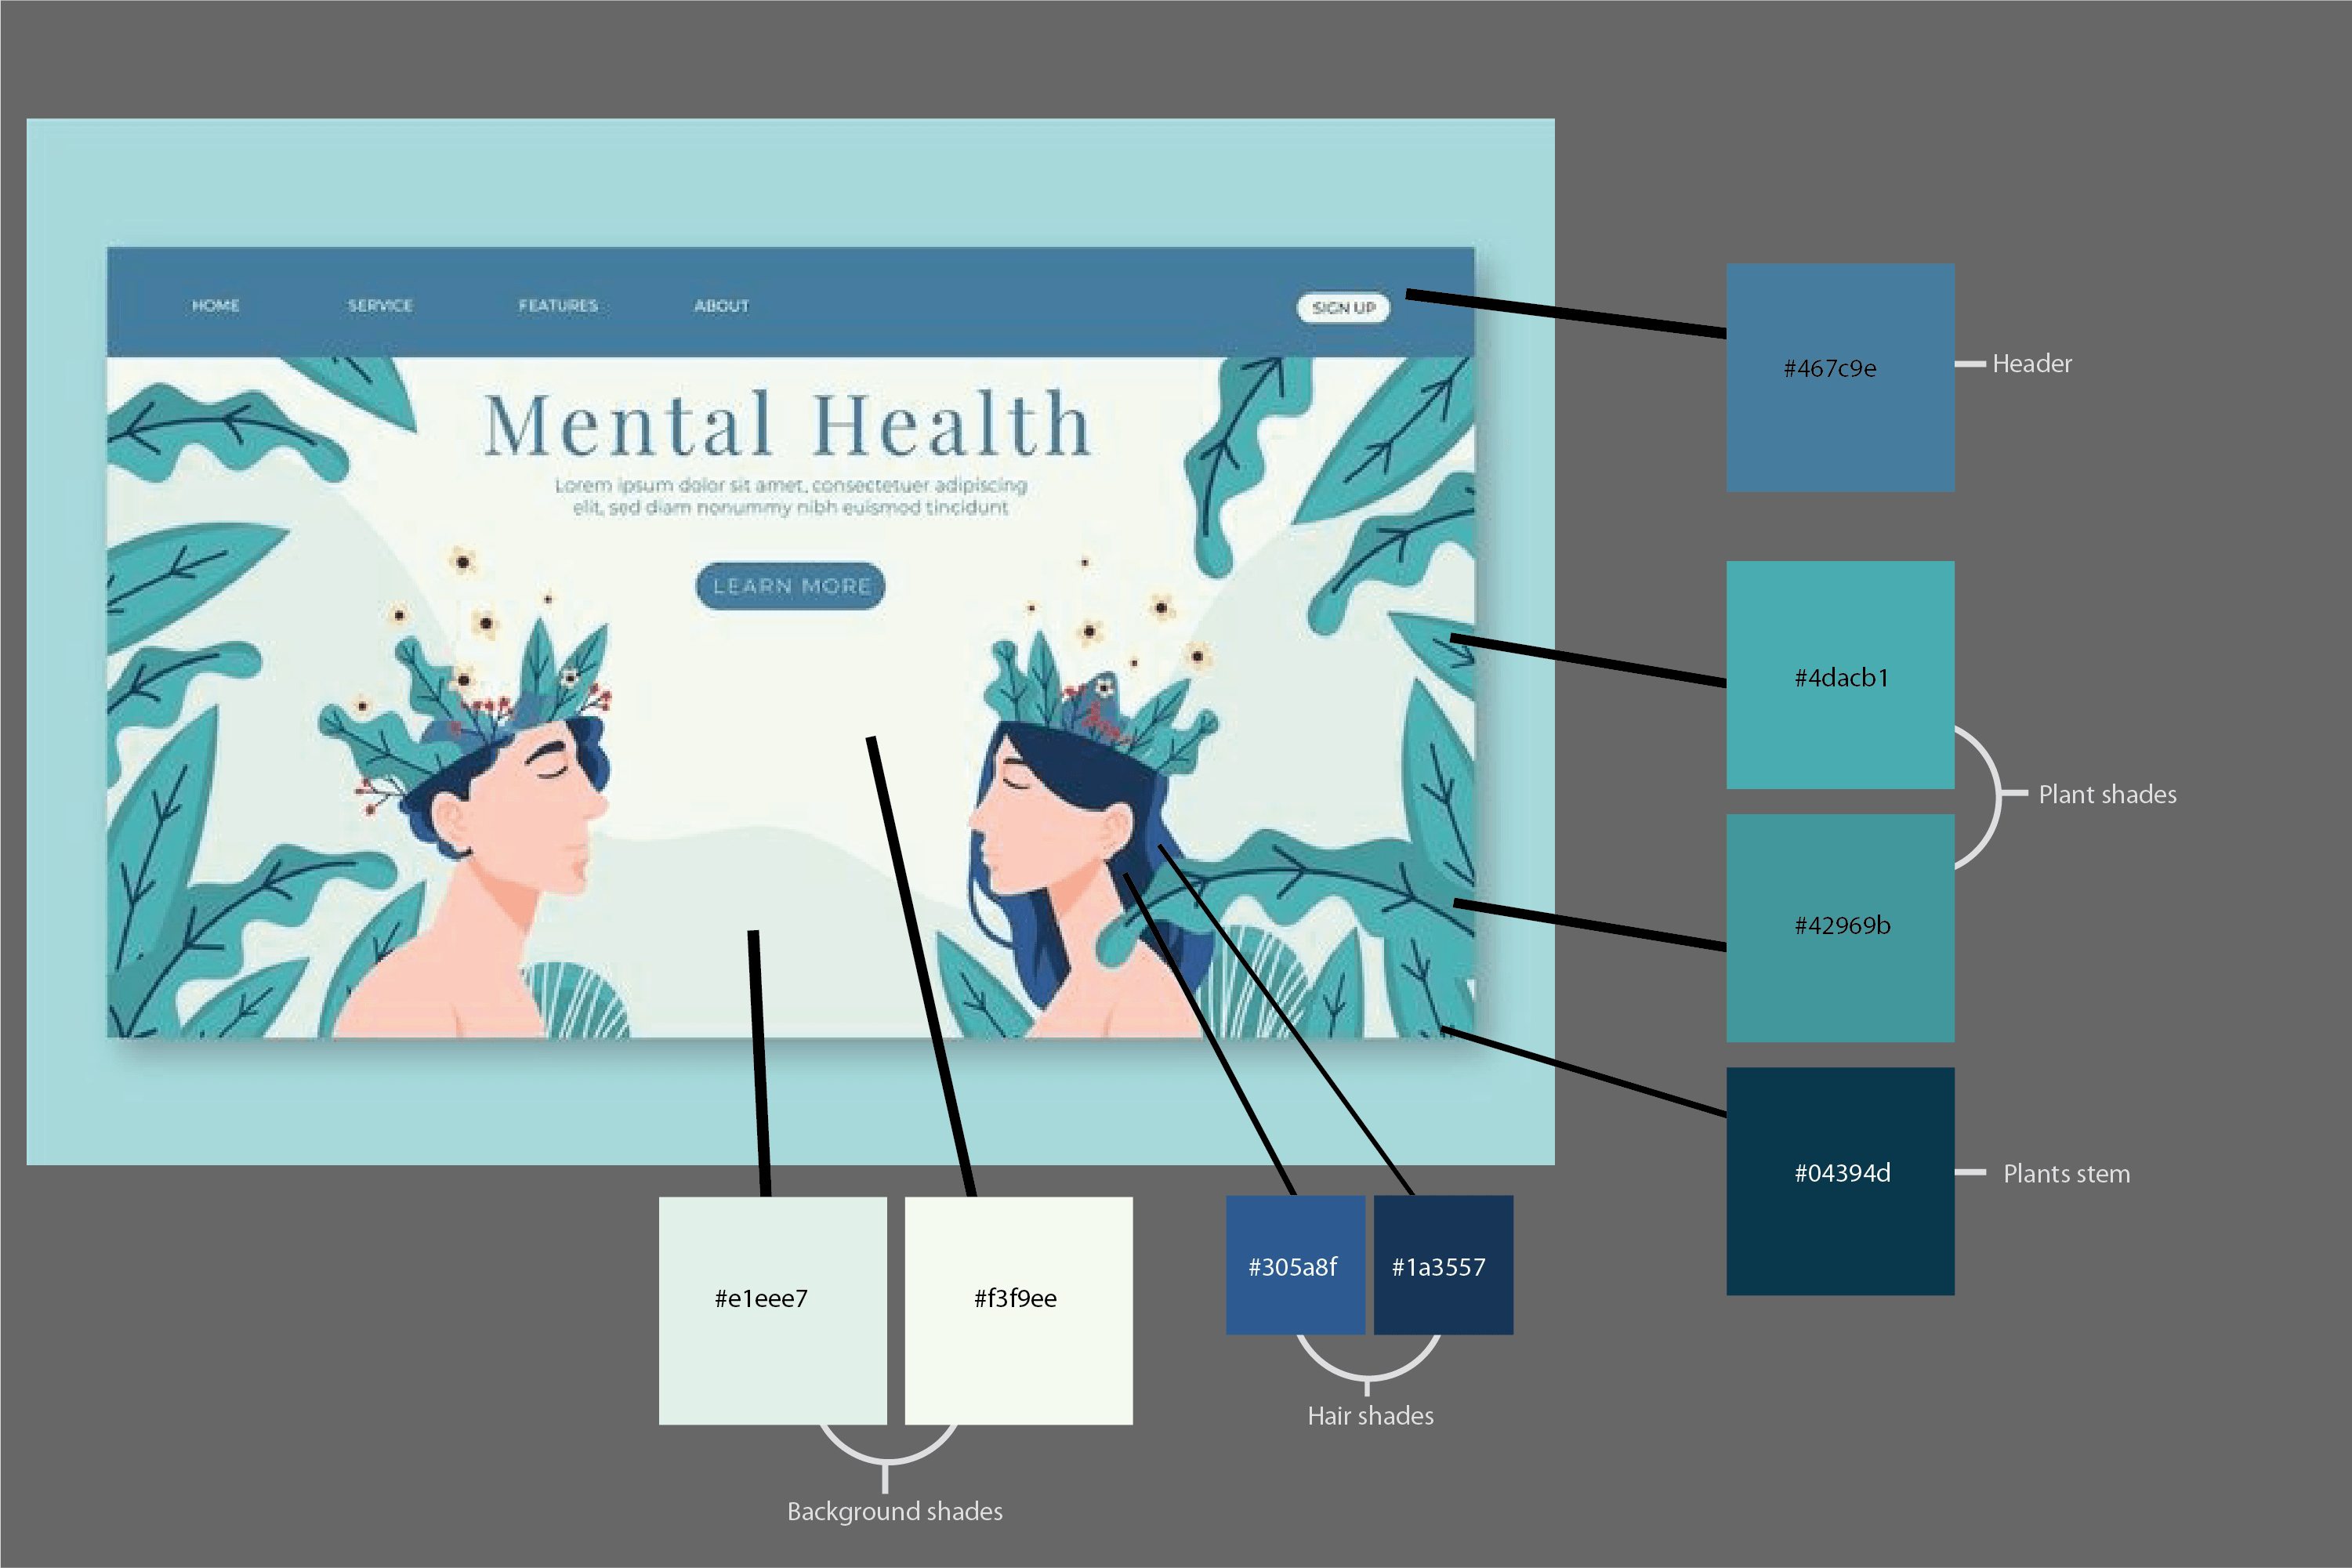 HOME SERVICE FEATURES ABOUT SIGN UP
Mental Health
Lorem ipsum dolor sit amet, consectetuer adipiscing
elit, sed diam nonummy nibh euismod tincidunt
LEARN MORE
#467c9e
Header
#4dacb1
Plant shades
#42969b
#04394d
Plants stem
#e1eee7
#f3f9ee
Background shades
#305a8f
#1a3557
Hair shades